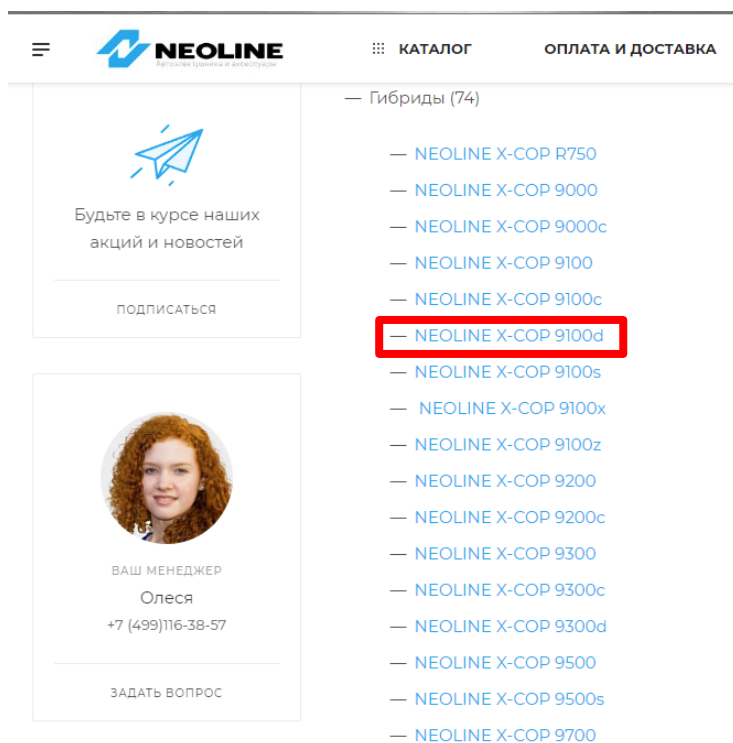 NEOLINE
Автоэлектроника и аксессуары
КАТАЛОГ
ОПЛАТА И ДОСТАВКА
Будьте в курсе наших
акций и новостей
ПОДПИСАТЬСЯ
ВАШ МЕНЕДЖЕР
Олеся
+7 (499)116-38-57
ЗАДАТЬ ВОПРОС
— Гибриды (74)
— NEOLINE X-COP R750
— NEOLINE X-COP 9000
— NEOLINE X-COP 9000c
— NEOLINE X-COP 9100
— NEOLINE X-COP 9100c
— NEOLINE X-COP 9100d
— NEOLINE X-COP 9100s
— NEOLINE X-COP 9100x
— NEOLINE X-COP 9100z
— NEOLINE X-COP 9200
— NEOLINE X-COP 9200c
— NEOLINE X-COP 9300
— NEOLINE X-COP 9300c
— NEOLINE X-COP 9300d
— NEOLINE X-COP 9500
— NEOLINE X-COP 9500s
— NEOLINE X-COP 9700